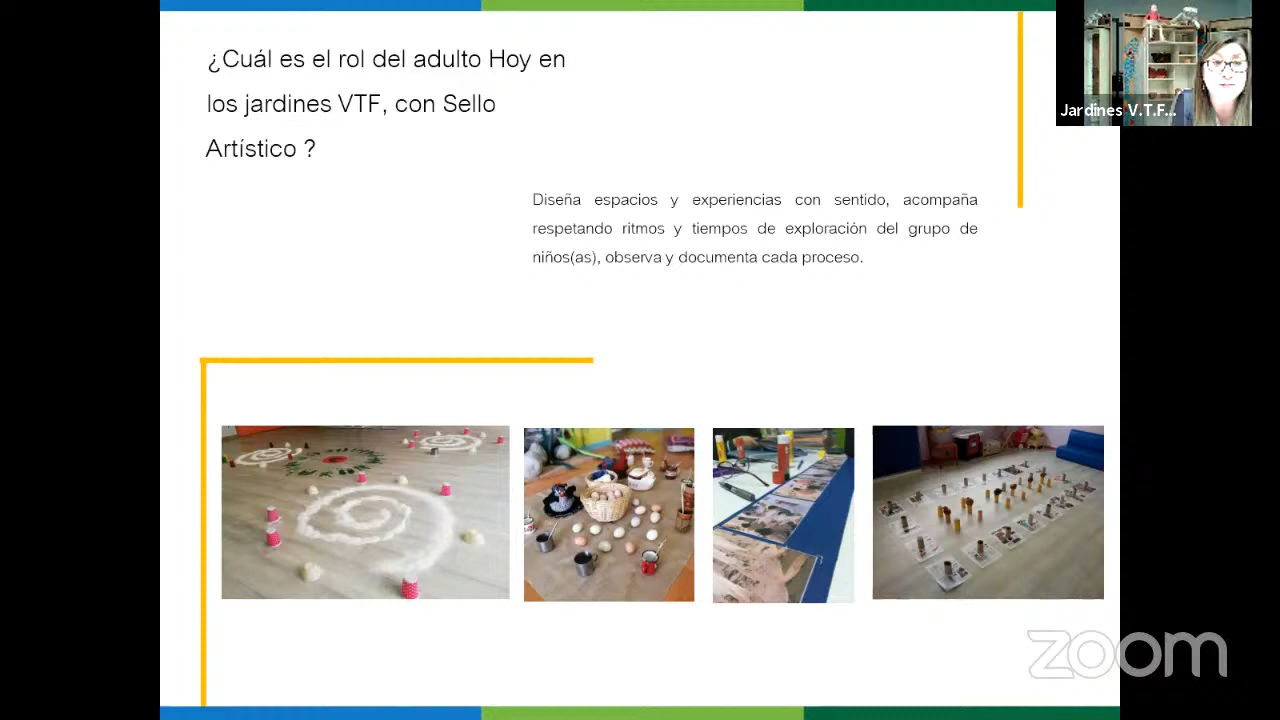 ¿Cuál es el rol del adulto Hoy en
los jardines VTF, con Sello
Artístico ?
Jardines V.T.F...
Diseña espacios y experiencias con sentido, acompaña
respetando ritmos y tiempos de exploración del grupo de
niños(as), observa y documenta cada proceso.
zoom